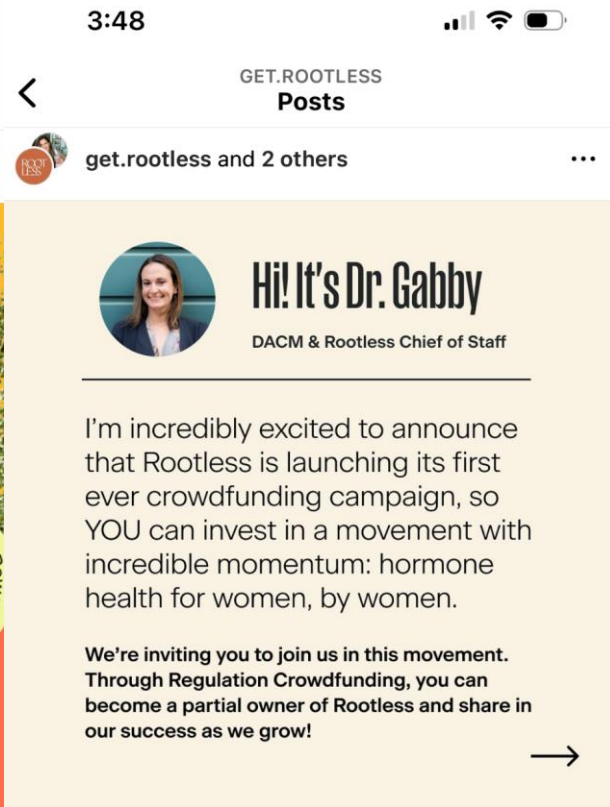 3:48
GET.ROOTLESS
Posts
ROOT
LESS
get.rootless and 2 others
Hi! It's Dr. Gabby
DACM & Rootless Chief of Staff
I'm incredibly excited to announce
that Rootless is launching its first
ever crowdfunding campaign, so
YOU can invest in a movement with
incredible momentum: hormone
health for women, by women.
We're inviting you to join us in this movement.
Through Regulation Crowdfunding, you can
become a partial owner of Rootless and share in
our success as we grow!